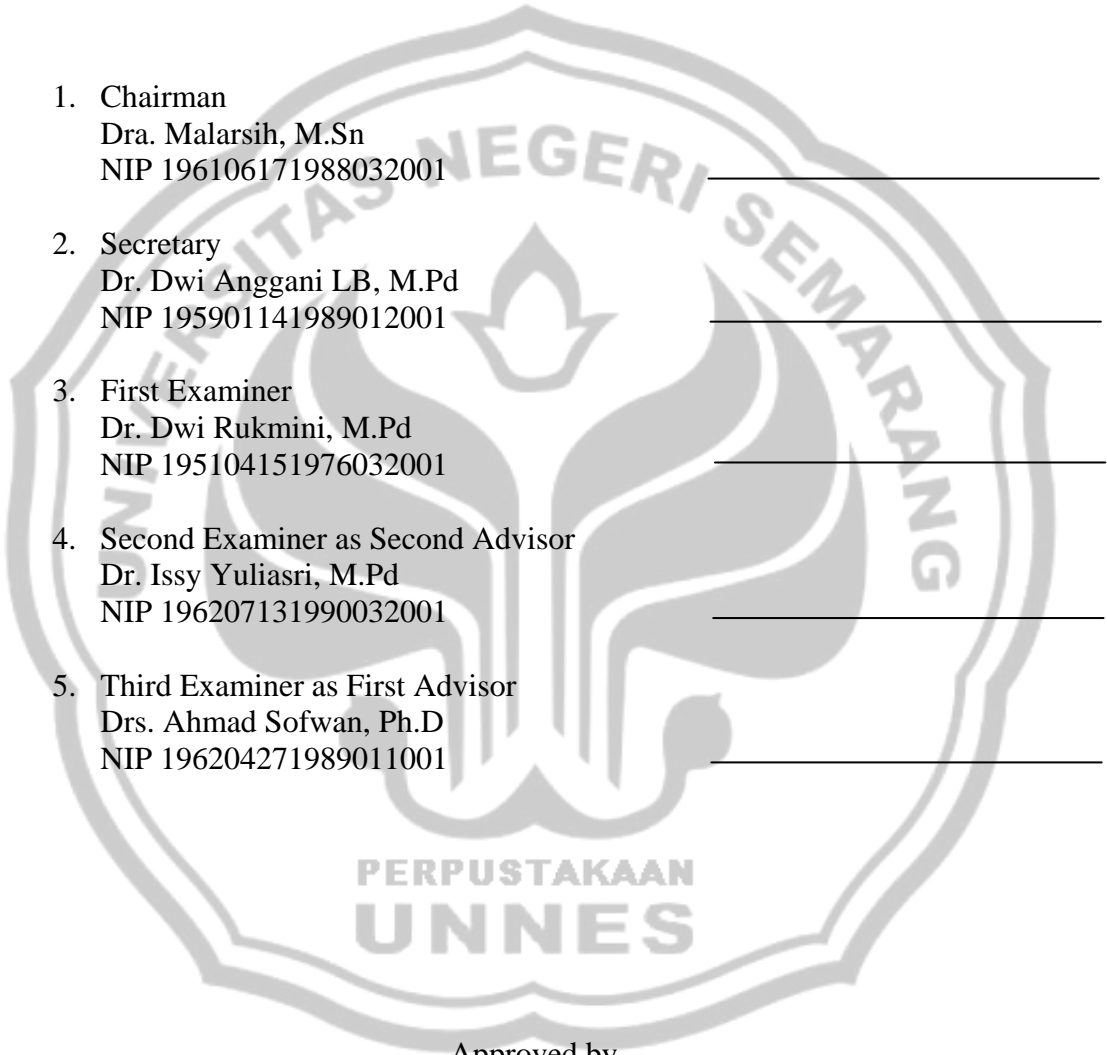 1. Chairman
Dra. Malarsih, M.Sn
NIP 196106171988032001
2. Secretary
Dr. Dwi Anggani LB, M.Pd
NIP 195901141989012001
3. First Examiner
Dr. Dwi Rukmini, M.Pd
NIP 195104151976032001
4. Second Examiner as Second Advisor
Dr. Issy Yuliasri, M.Pd
NIP 196207131990032001
5. Third Examiner as First Advisor
Drs. Ahmad Sofwan, Ph.D
NIP 196204271989011001
UNIVERSITAS NEGERI SEMARANG
PERPUSTAKAAN
UNNES
Approved by